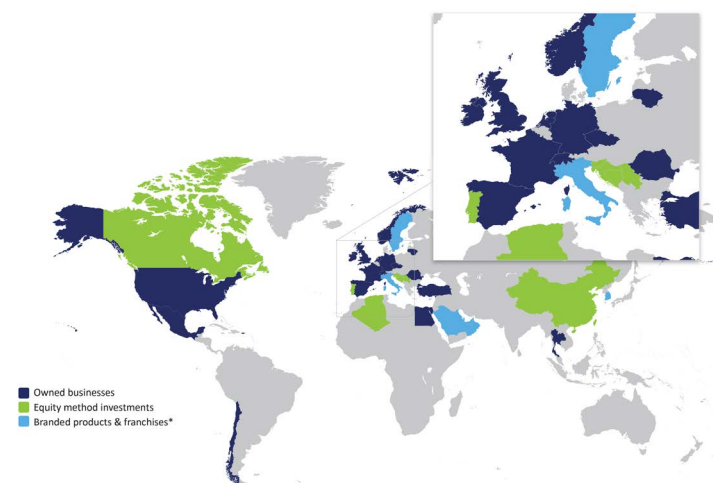 Owned businesses
Equity method investments
Branded products & franchises*